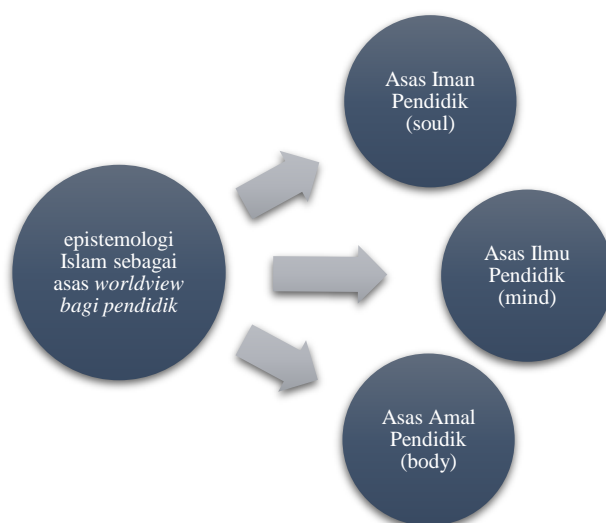 epistemologi
Islam sebagai
asas worldview
bagi pendidik
Asas Iman
Pendidik
(soul)
Asas Ilmu
Pendidik
(mind)
Asas Amal
Pendidik
(body)